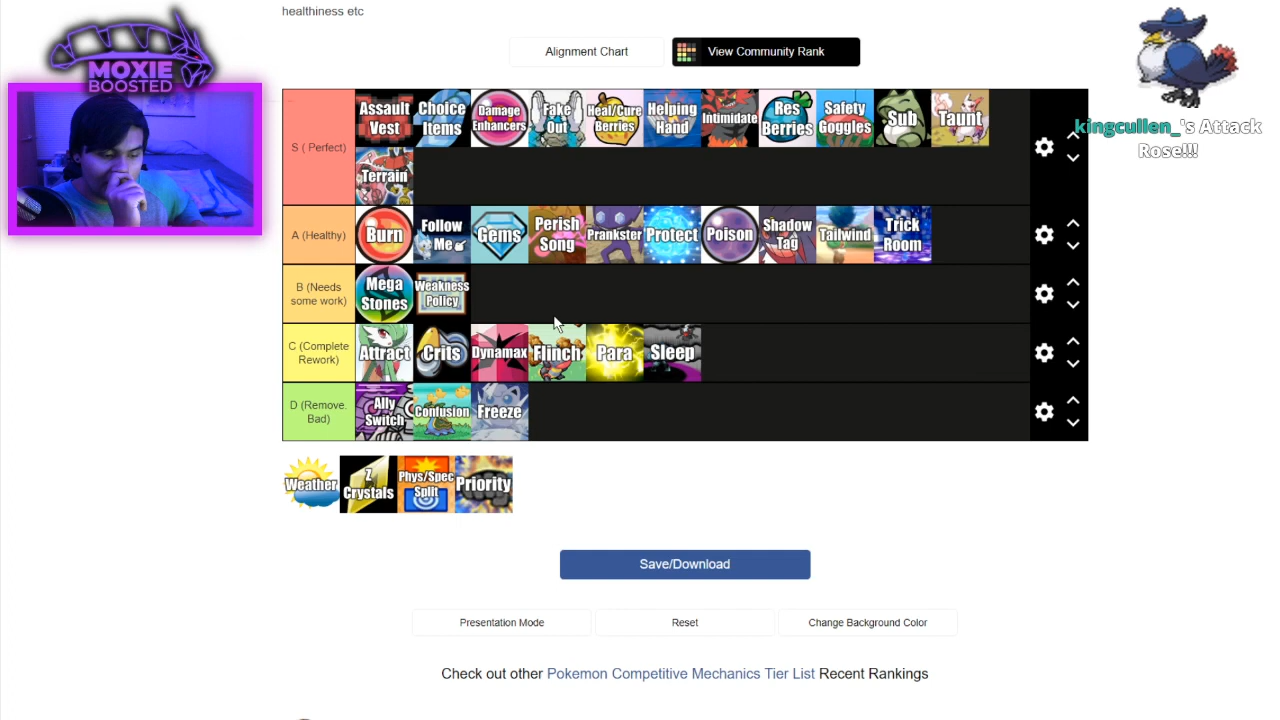 healthiness etc
MOXIE
BOOSTED
Alignment Chart
View Community Rank
kingcullen_'s Attack
Rose!!!
S ( Perfect)
Assault
Vest
Choice
Items
Damage
Enhancers
Fake
Out
Heal/Cure
Berries
Helping
Hand
Intimidate
Res
Berries
Safety
Goggles
Sub
Taunt
Terrain
A (Healthy)
Burn
Follow
Me
Gems
Perish
Song
Prankster
Protect
Poison
Shadow
Tag
Tailwind
Trick
Room
B (Needs
some work)
Mega
Stones
Weakness
Policy
C (Complete
Rework)
Attract
Crits
Dynamax
Flinch
Para
Sleep
D (Remove.
Bad)
Ally
Switch
Confusion
Freeze
Weather
Z
Crystals
Phys/Spec
Split
Priority
Save/Download
Presentation Mode
Reset
Change Background Color
Check out other Pokemon Competitive Mechanics Tier List Recent Rankings